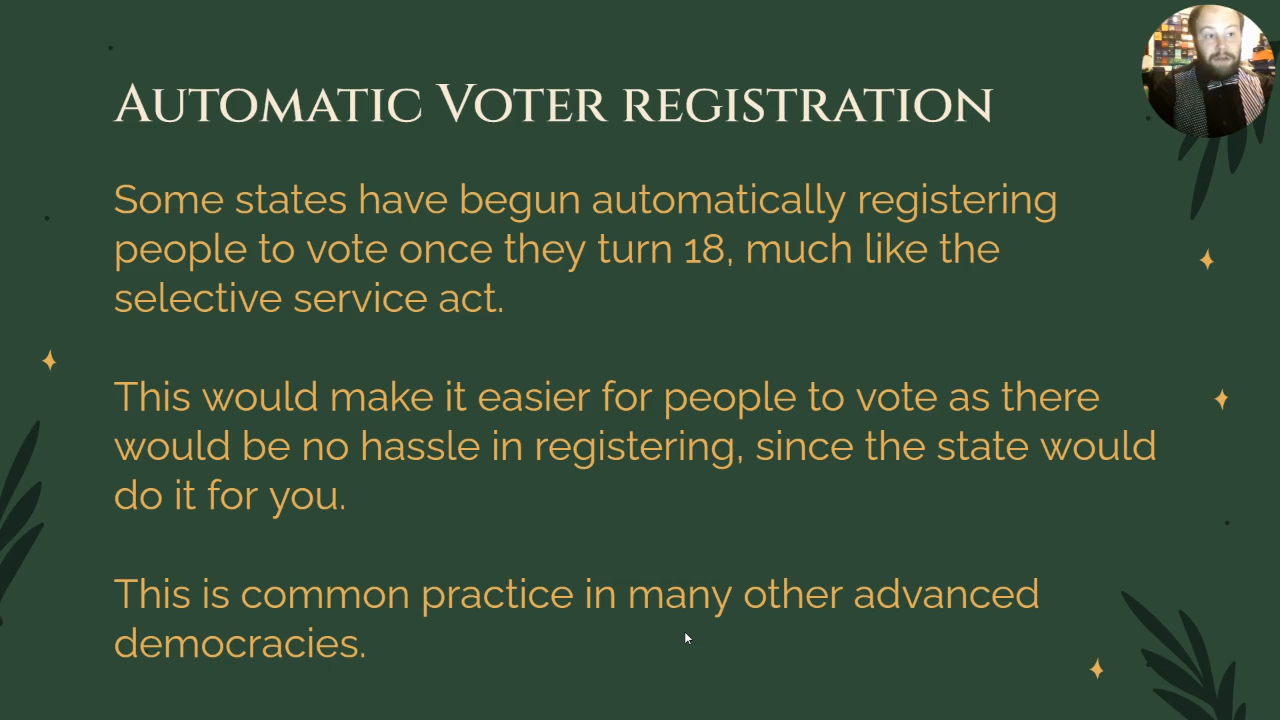 Automatic Voter registration
Some states have begun automatically registering
people to vote once they turn 18, much like the
selective service act.
This would make it easier for people to vote as there
would be no hassle in registering, since the state would
do it for you.
This is common practice in many other advanced
democracies.